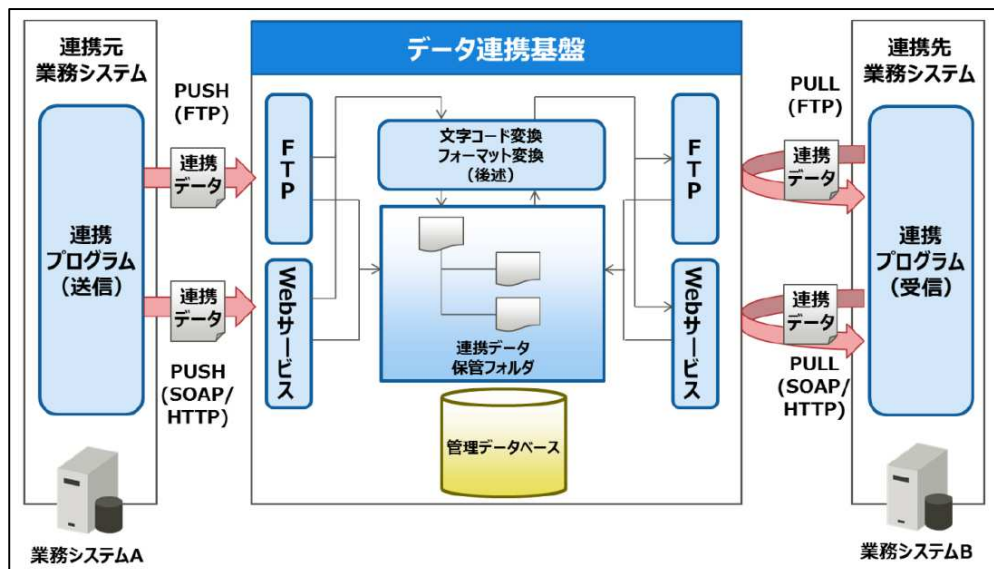 連携元
業務システム
連携
プログラム
(送信)
業務システムA
PUSH
(FTP)
連携
データ
連携
データ
PUSH
(SOAP/
HTTP)
データ連携基盤
FTP
Webサービス
文字コード変換
フォーマット変換
(後述)
連携データ
保管フォルダ
管理データベース
FTP
Webサービス
PULL
(FTP)
連携
データ
連携
データ
PULL
(SOAP/
HTTP)
連携先
業務システム
連携
プログラム
(受信)
業務システムB